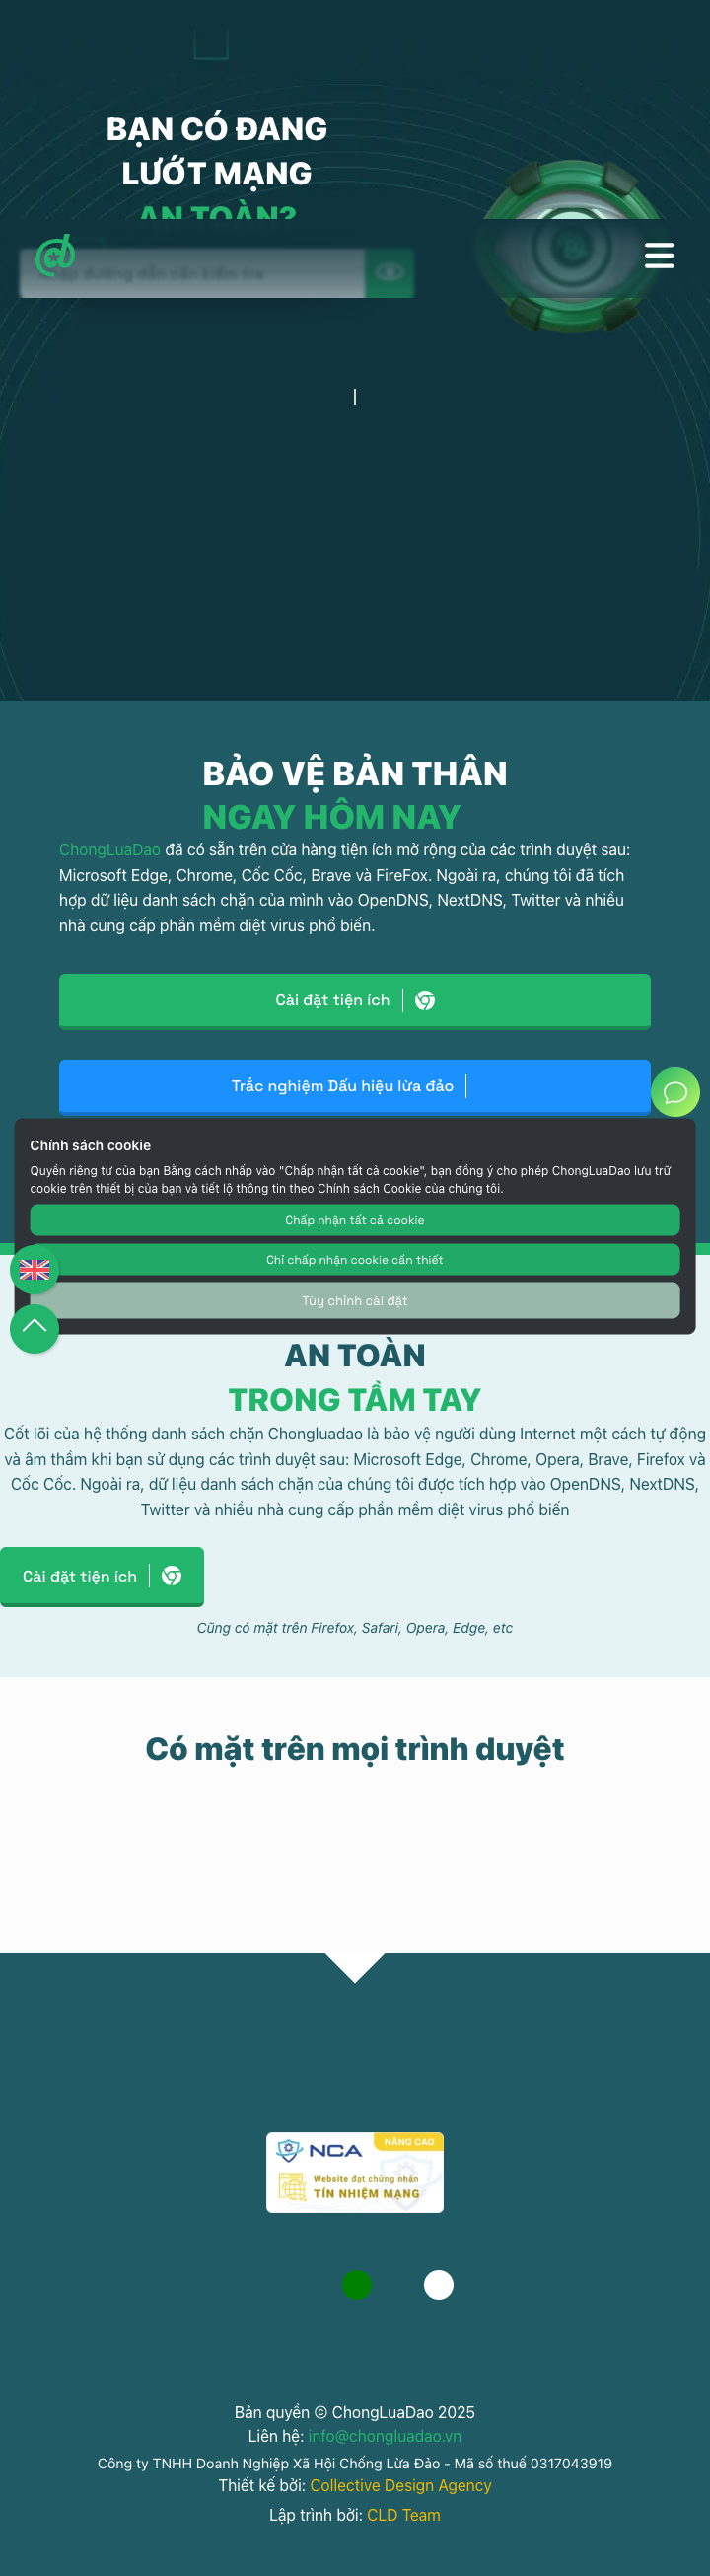 BẠN CÓ ĐANG
LƯỚT MẠNG
AN TOÀN?
đường dẫn cần kiểm tra
BẢO VỆ BẢN THÂN
NGAY HÔM NAY
ChongLuaDao đã có sẵn trên cửa hàng tiện ích mở rộng của các trình duyệt sau:
Microsoft Edge, Chrome, Cốc Cốc, Brave và FireFox. Ngoài ra, chúng tôi đã tích
hợp dữ liệu danh sách chặn của mình vào OpenDNS, NextDNS, Twitter và nhiều
nhà cung cấp phần mềm diệt virus phổ biến.
Cài đặt tiện ích
Trắc nghiệm Dấu hiệu lừa đảo
Chính sách cookie
Quyền riêng tư của bạn Bằng cách nhấp vào "Chấp nhận tất cả cookie", bạn đồng ý cho phép ChongLuaDao lưu trữ
cookie trên thiết bị của bạn và tiết lộ thông tin theo Chính sách Cookie của chúng tôi.
Chấp nhận tất cả cookie
Chỉ chấp nhận cookie cần thiết
Tùy chỉnh cài đặt
AN TOÀN
TRONG TẦM TAY
Cốt lõi của hệ thống danh sách chặn Chongluadao là bảo vệ người dùng Internet một cách tự động
và âm thầm khi bạn sử dụng các trình duyệt sau: Microsoft Edge, Chrome, Opera, Brave, Firefox và
Cốc Cốc. Ngoài ra, dữ liệu danh sách chặn của chúng tôi được tích hợp vào OpenDNS, NextDNS,
Twitter và nhiều nhà cung cấp phần mềm diệt virus phổ biến
Cài đặt tiện ích
Cũng có mặt trên Firefox, Safari, Opera, Edge, etc
Có mặt trên mọi trình duyệt
NCA
NÂNG CAO
Website đạt chứng nhận
TÍN NHIỆM MẠNG
Bản quyền © ChongLuaDao 2025
Liên hệ: info@chongluadao.vn
Công ty TNHH Doanh Nghiệp Xã Hội Chống Lừa Đảo - Mã số thuế 0317043919
Thiết kế bởi: Collective Design Agency
Lập trình bởi: CLD Team